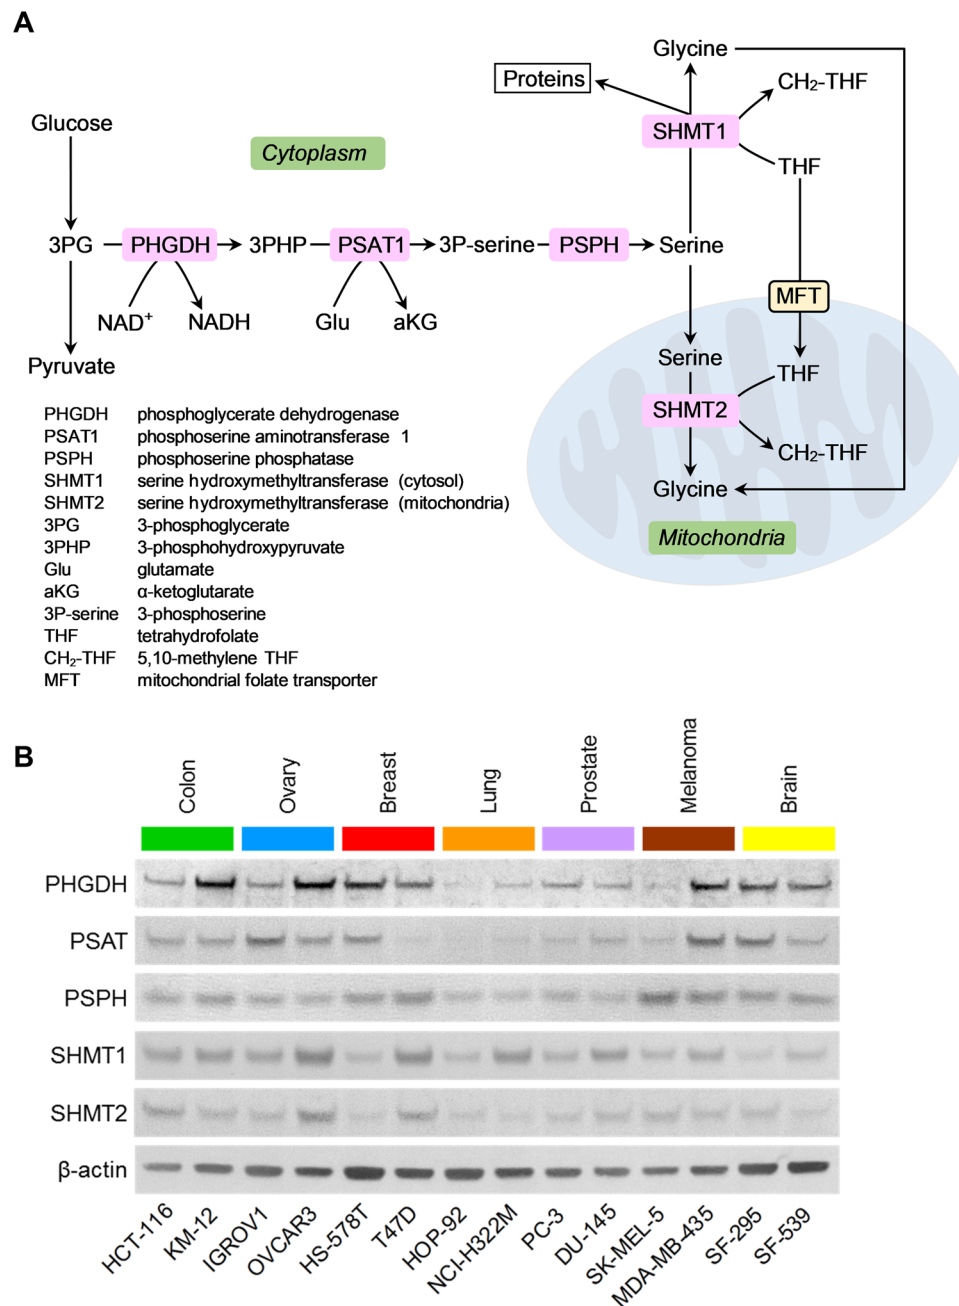 A
Glycine
Proteins
CH₂-THF
Glucose
SHMT1
Cytoplasm
THF
3PG
PHGDH
3PHP
PSAT1
3P-serine
PSPH
Serine
NAD⁺
NADH
Glu
aKG
MFT
Pyruvate
Serine
THF
SHMT2
CH₂-THF
Glycine
Mitochondria
PHGDH phosphoglycerate dehydrogenase
PSAT1 phosphoserine aminotransferase 1
PSPH phosphoserine phosphatase
SHMT1 serine hydroxymethyltransferase (cytosol)
SHMT2 serine hydroxymethyltransferase (mitochondria)
3PG 3-phosphoglycerate
3PHP 3-phosphohydroxypyruvate
Glu glutamate
aKG α-ketoglutarate
3P-serine 3-phosphoserine
THF tetrahydrofolate
CH₂-THF 5,10-methylene THF
MFT mitochondrial folate transporter
B
Colon
Ovary
Breast
Lung
Prostate
Melanoma
Brain
PHGDH
PSAT
PSPH
SHMT1
SHMT2
β-actin
HCT-116
KM-12
IGROV1
OVCAR3
HS-578T
T47D
HOP-92
NCI-H322M
PC-3
DU-145
SK-MEL-5
MDA-MB-435
SF-295
SF-539